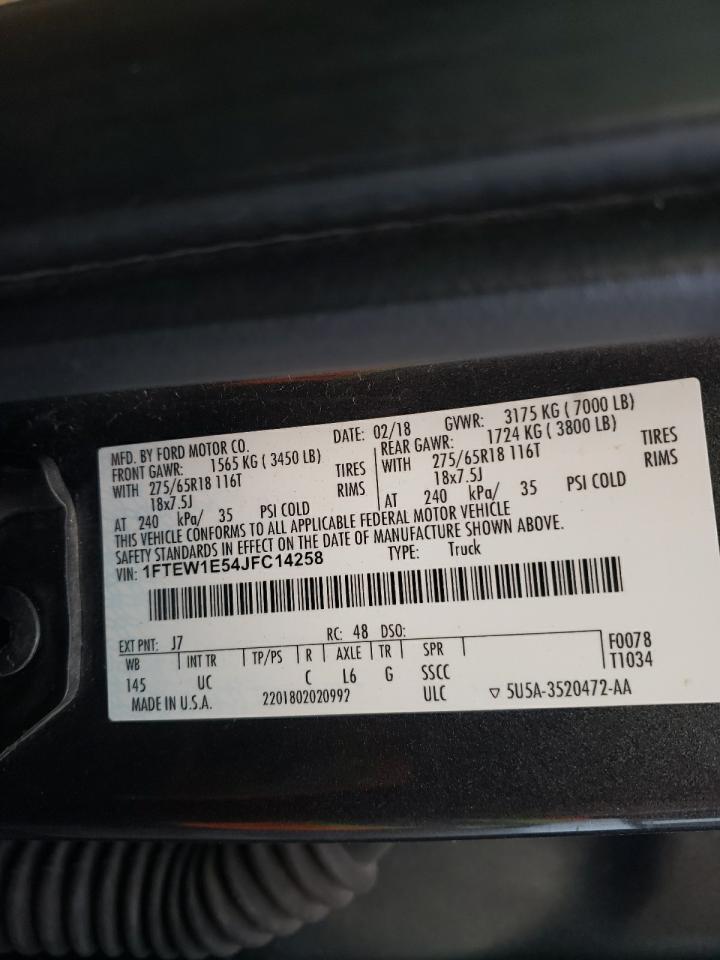 MFD. BY FORD MOTOR CO. DATE: 02/18 GVWR: 3175 KG ( 7000 LB)
FRONT GAWR: 1565 KG ( 3450 LB) REAR GAWR: 1724 KG ( 3800 LB)
WITH 275/65R18 116T TIRES WITH 275/65R18 116T TIRES
18x7.5J RIMS 18x7.5J RIMS
AT 240 kPa/ 35 PSI COLD AT 240 kPa/ 35 PSI COLD
THIS VEHICLE CONFORMS TO ALL APPLICABLE FEDERAL MOTOR VEHICLE
SAFETY STANDARDS IN EFFECT ON THE DATE OF MANUFACTURE SHOWN ABOVE.
VIN: 1FTEW1E54JFC14258 TYPE: Truck
EXT PNT: J7 RC: 48 DSO: F0078
WB INT TR TP/PS R AXLE TR SPR T1034
145 UC C L6 G SSCC
MADE IN U.S.A. 2201802020992 ULC ▽ 5U5A-3520472-AA